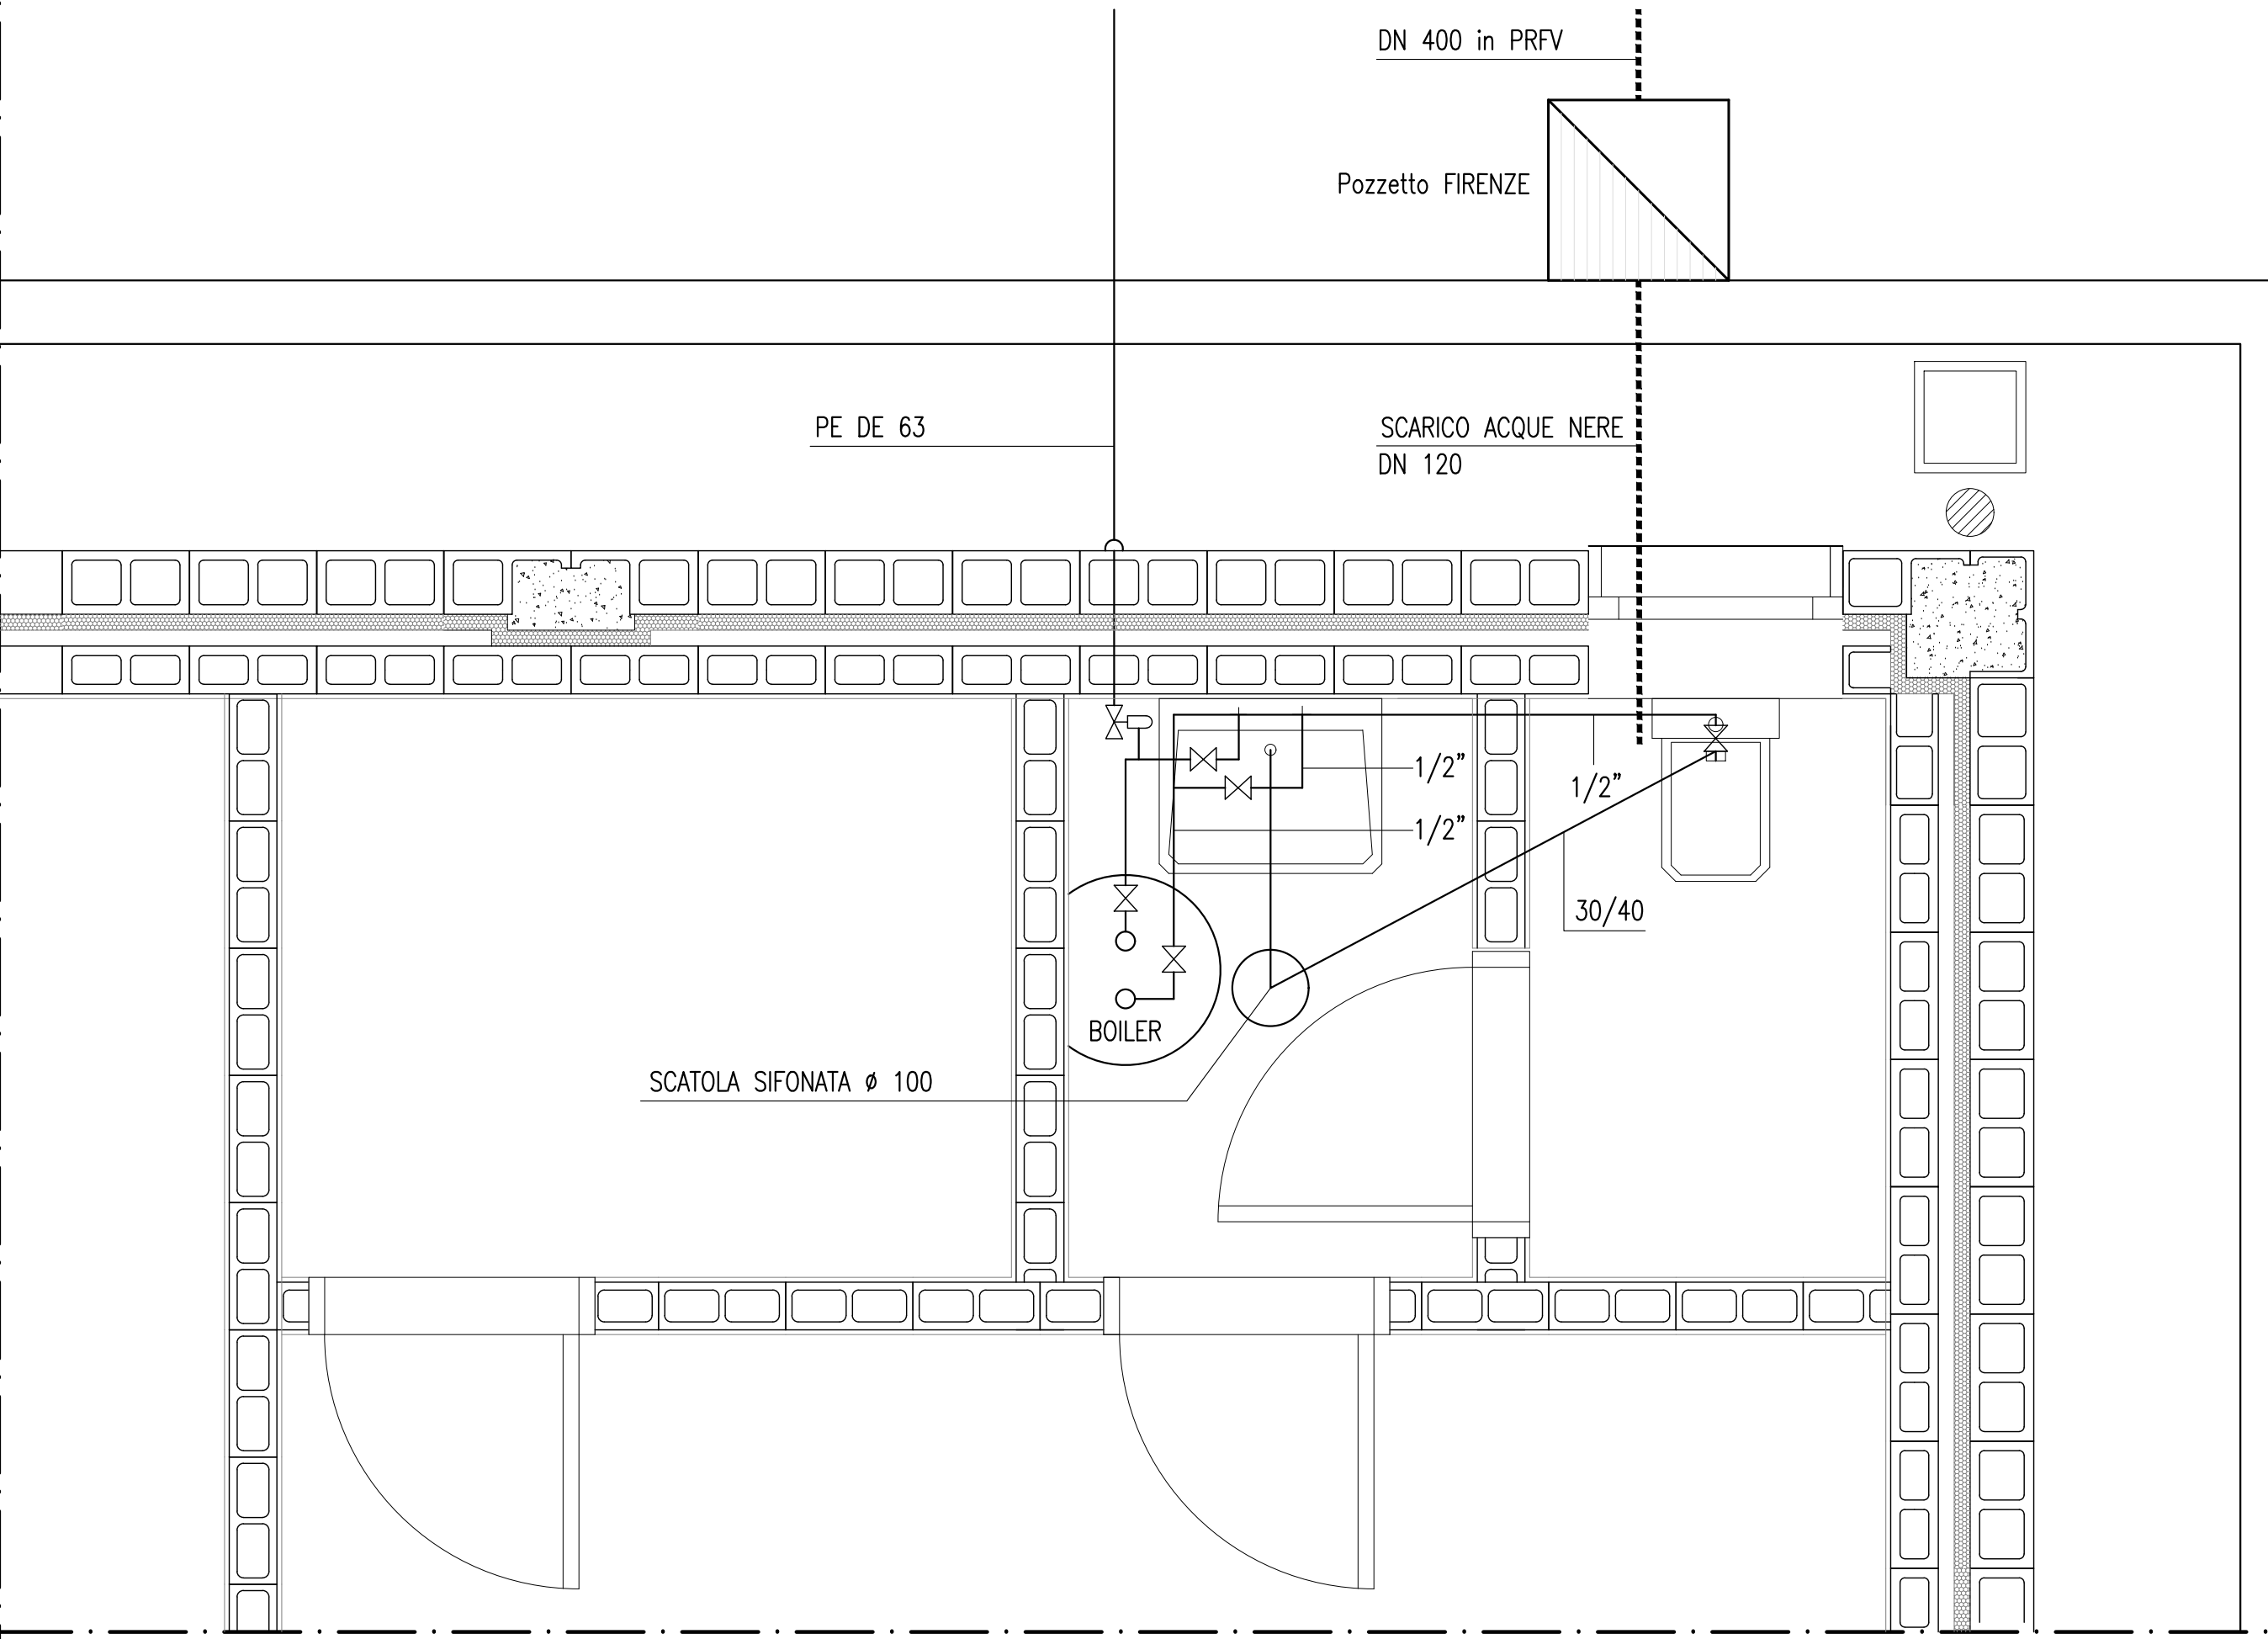 DN 400 in PRFV
Pozzetto FIRENZE
PE DE 63
SCARICO ACQUE NERE
DN 120
1/2”
1/2”
1/2”
30/40
BOILER
SCATOLA SIFONATA ø 100